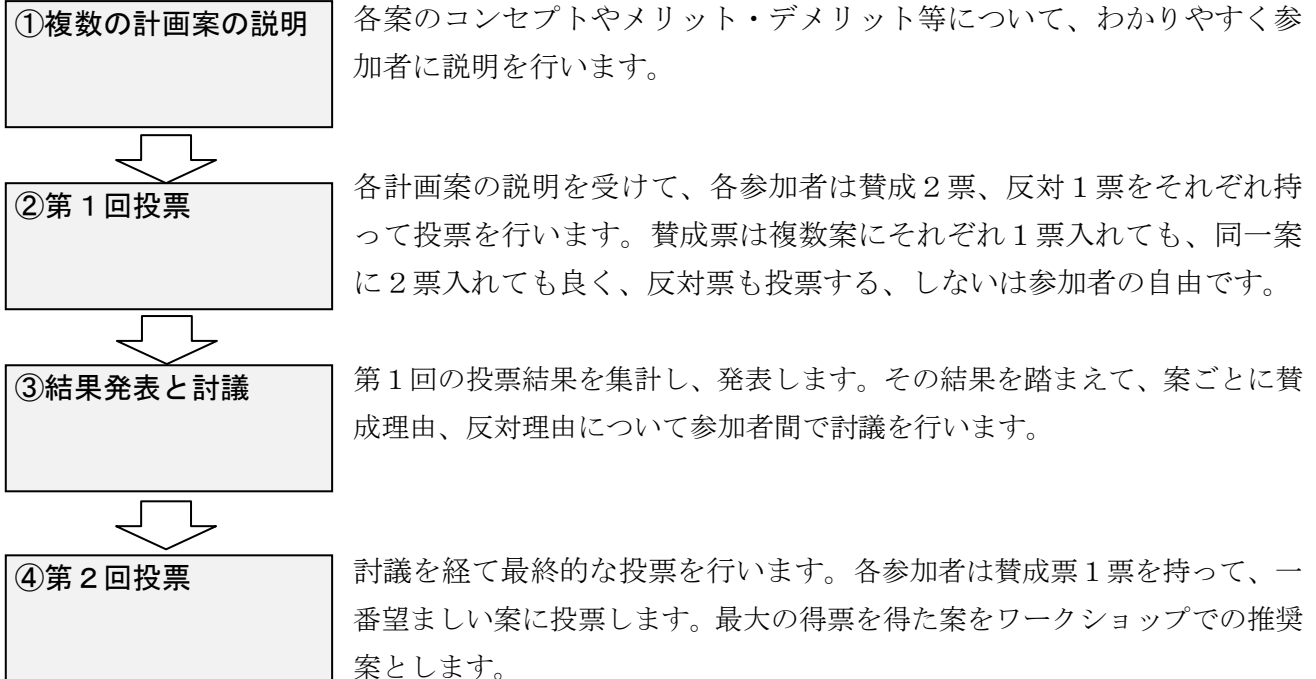 ①複数の計画案の説明
各案のコンセプトやメリット・デメリット等について、わかりやすく参
加者に説明を行います。
②第１回投票
各計画案の説明を受けて、各参加者は賛成２票、反対１票をそれぞれ持
って投票を行います。賛成票は複数案にそれぞれ１票入れても、同一案
に２票入れても良く、反対票も投票する、しないは参加者の自由です。
③結果発表と討議
第１回の投票結果を集計し、発表します。その結果を踏まえて、案ごとに賛
成理由、反対理由について参加者間で討議を行います。
④第２回投票
討議を経て最終的な投票を行います。各参加者は賛成票１票を持って、一
番望ましい案に投票します。最大の得票を得た案をワークショップでの推奨
案とします。